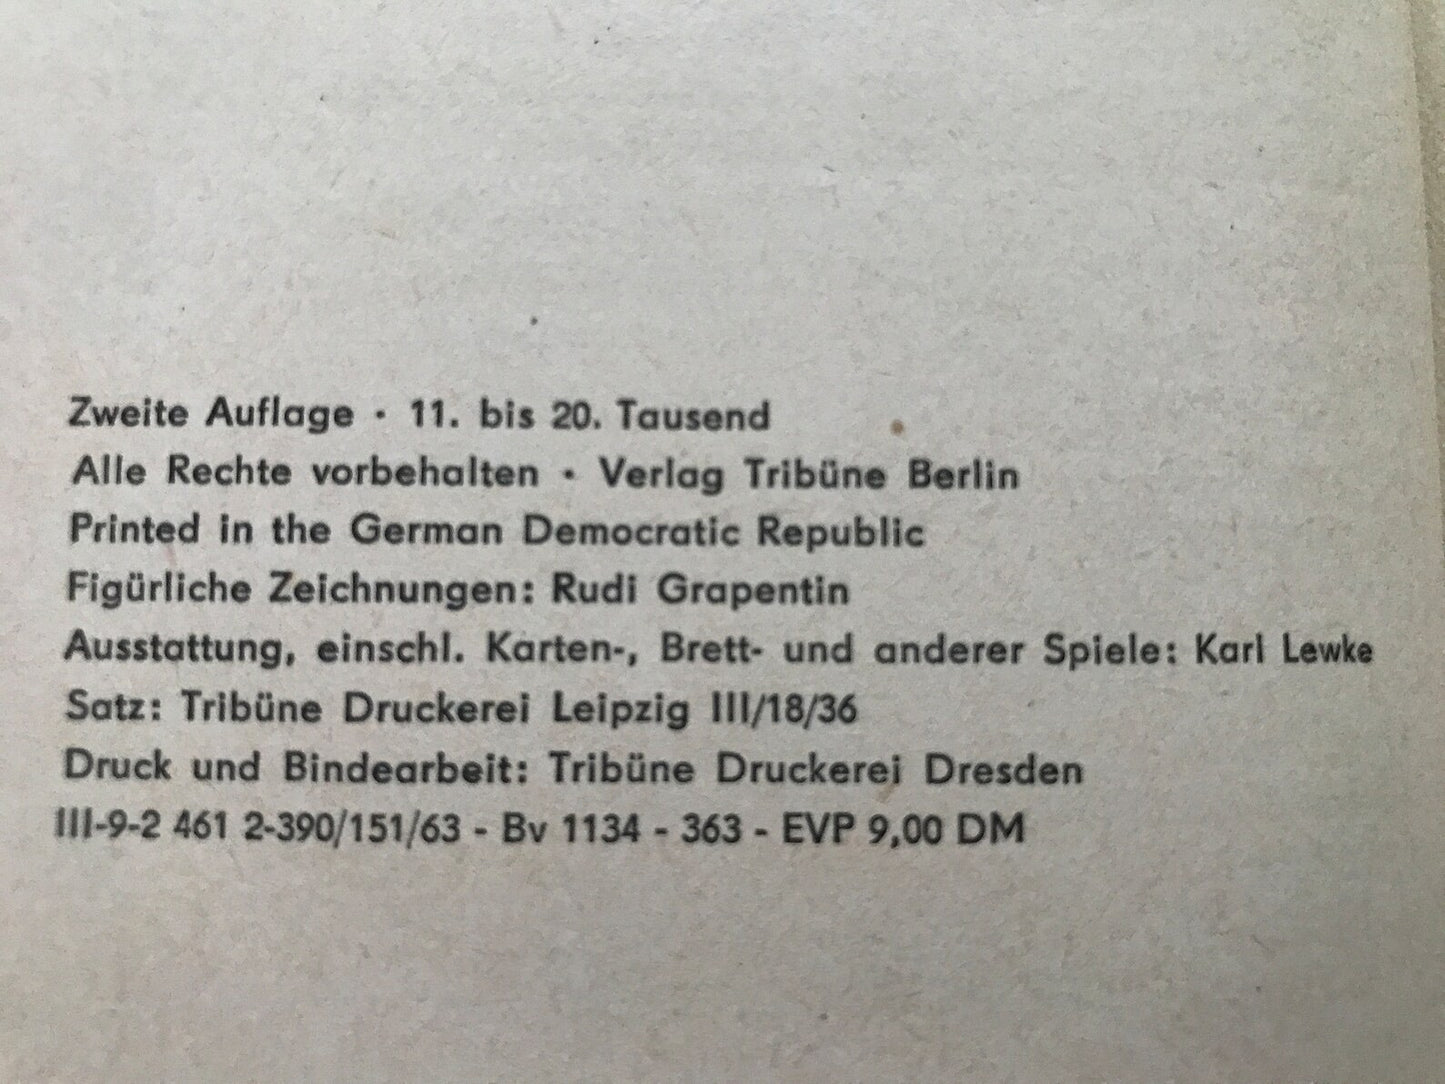 Zweite Auflage · 11. bis 20. Tausend
Alle Rechte vorbehalten · Verlag Tribüne Berlin
Printed in the German Democratic Republic
Figürliche Zeichnungen: Rudi Grapentin
Ausstattung, einschl. Karten-, Brett- und anderer Spiele: Karl Lewke
Satz: Tribüne Druckerei Leipzig III/18/36
Druck und Bindearbeit: Tribüne Druckerei Dresden
III-9-2 461 2-390/151/63 - Bv 1134 - 363 - EVP 9,00 DM